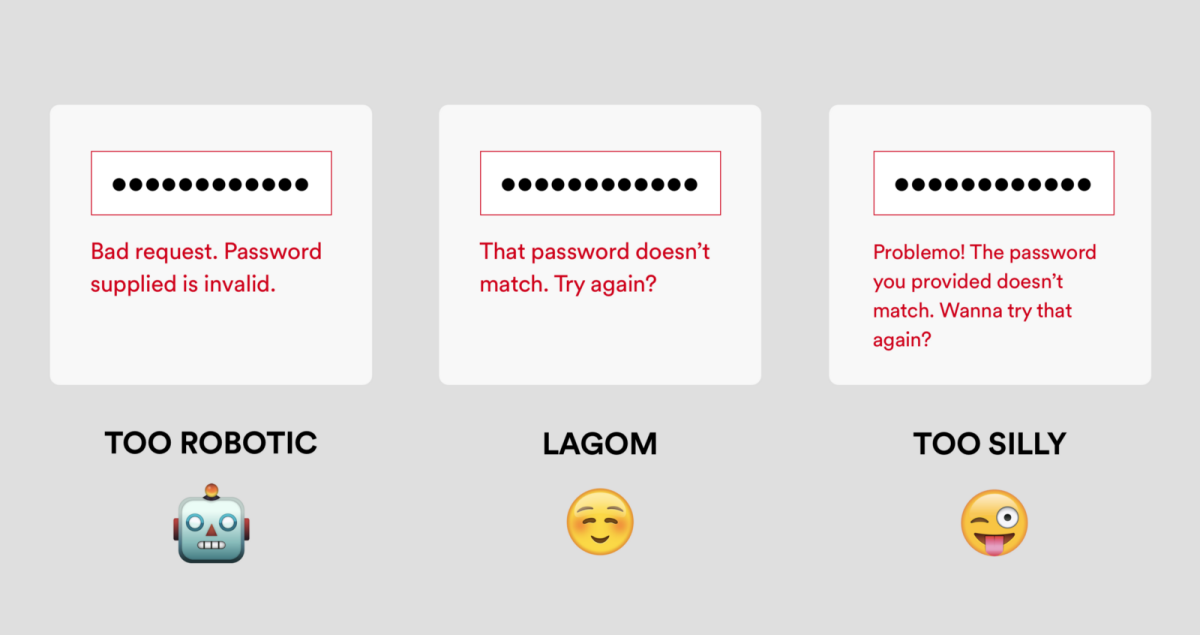 Bad request. Password
supplied is invalid.
TOO ROBOTIC
That password doesn’t
match. Try again?
LAGOM
Problemo! The password
you provided doesn’t
match. Wanna try that
again?
TOO SILLY